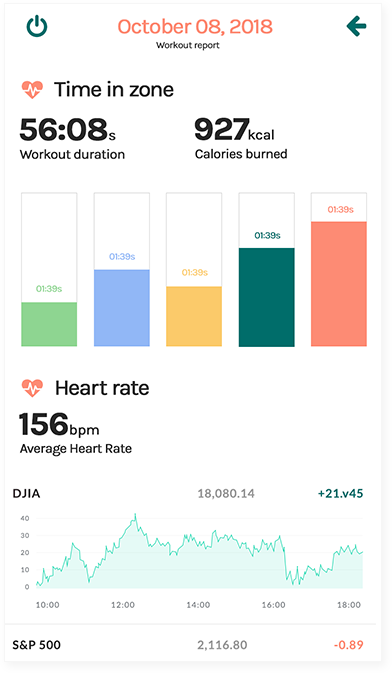 October 08, 2018
Workout report
Time in zone
56:08s 927kcal
Workout duration Calories burned
01:39s 01:39s 01:39s 01:39s 01:39s
Heart rate
156bpm
Average Heart Rate
DJIA 18,080.14 +21.v45
40
30
20
10
0
10:00 12:00 14:00 16:00 18:00
S&P 500 2,116.80 -0.89